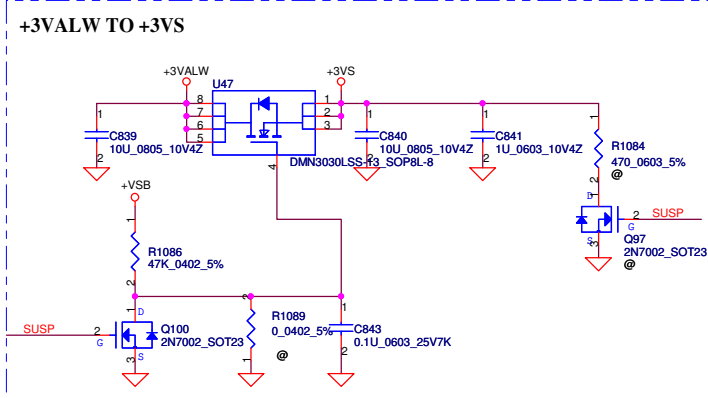 +3VALW TO +3VS
+3VALW
+3VS
U47
8
7
6
5
1
2
3
4
1
C839
10U_0805_10V4Z
2
DMN3030LSS-13_SOP8L-8
1
C840
10U_0805_10V4Z
2
1
C841
1U_0603_10V4Z
2
1
R1084
470_0603_5%
2
@
+VSB
1
R1086
47K_0402_5%
2
1
D
SUSP
2
G
S
3
Q97
2N7002_SOT23
@
SUSP
2
G
1
D
Q100
2N7002_SOT23
S
3
2
R1089
0_0402_5%
@
1
1
C843
0.1U_0603_25V7K
2